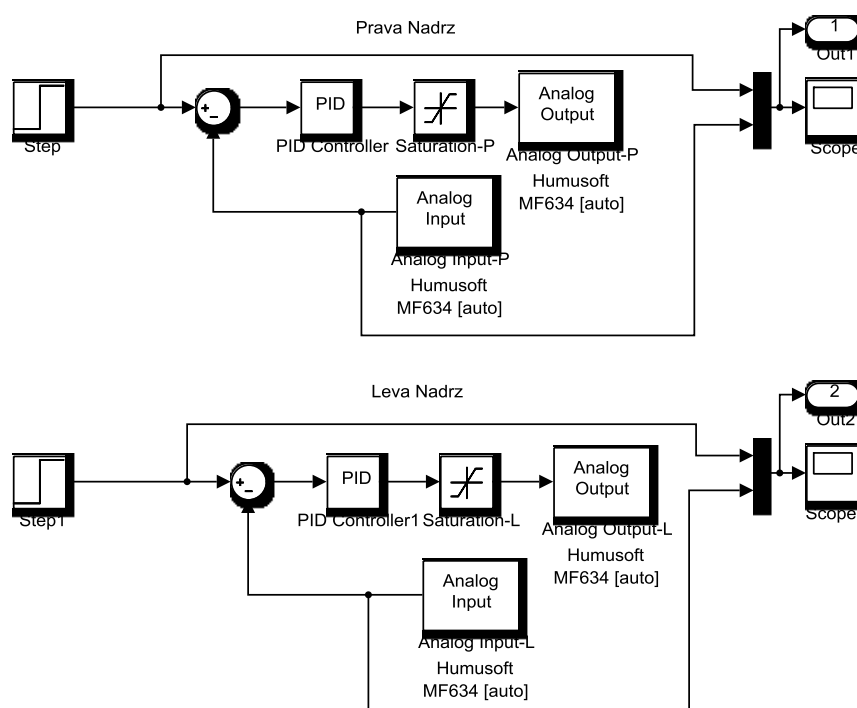 Prava Nadrz
1
Out1
PID
Analog
Output
Step
PID Controller
Saturation-P
Scope
Analog Output-P
Humusoft
MF634 [auto]
Analog
Input
Analog Input-P
Humusoft
MF634 [auto]
Leva Nadrz
2
Out2
PID
Analog
Output
Step1
PID Controller1
Saturation-L
Scope
Analog Output-L
Humusoft
MF634 [auto]
Analog
Input
Analog Input-L
Humusoft
MF634 [auto]